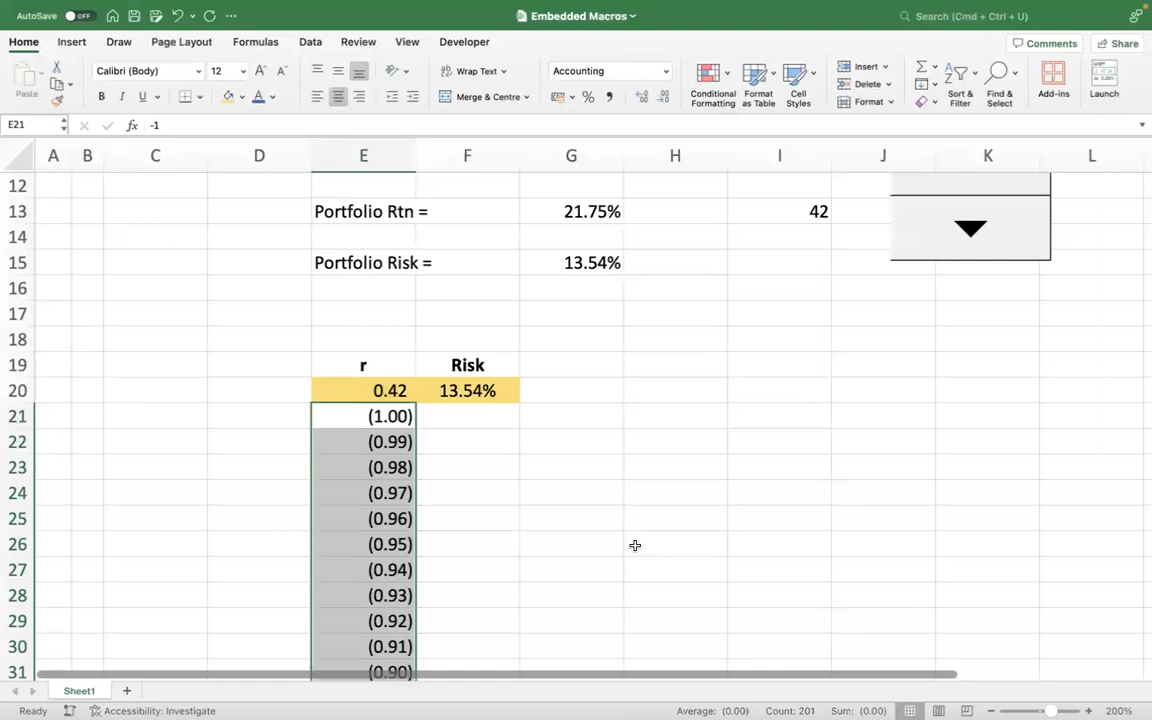 AutoSave OFF Embedded Macros Search (Cmd + Ctrl + U)
Home Insert Draw Page Layout Formulas Data Review View Developer Comments Share
Paste Calibri (Body) 12 A A Wrap Text Accounting Insert Delete Format
B I U A Merge & Centre % 9 Conditional Formatting Format as Table Cell Styles Sort & Filter Find & Select Add-ins Launch
E21 fx -1
A B C D E F G H I J K L
12
13 Portfolio Rtn = 21.75% 42
14
15 Portfolio Risk = 13.54%
16
17
18
19 r Risk
20 0.42 13.54%
21 (1.00)
22 (0.99)
23 (0.98)
24 (0.97)
25 (0.96)
26 (0.95)
27 (0.94)
28 (0.93)
29 (0.92)
30 (0.91)
31 (0.90)
Sheet1
Ready Accessibility: Investigate Average: (0.00) Count: 201 Sum: (0.00) 200%